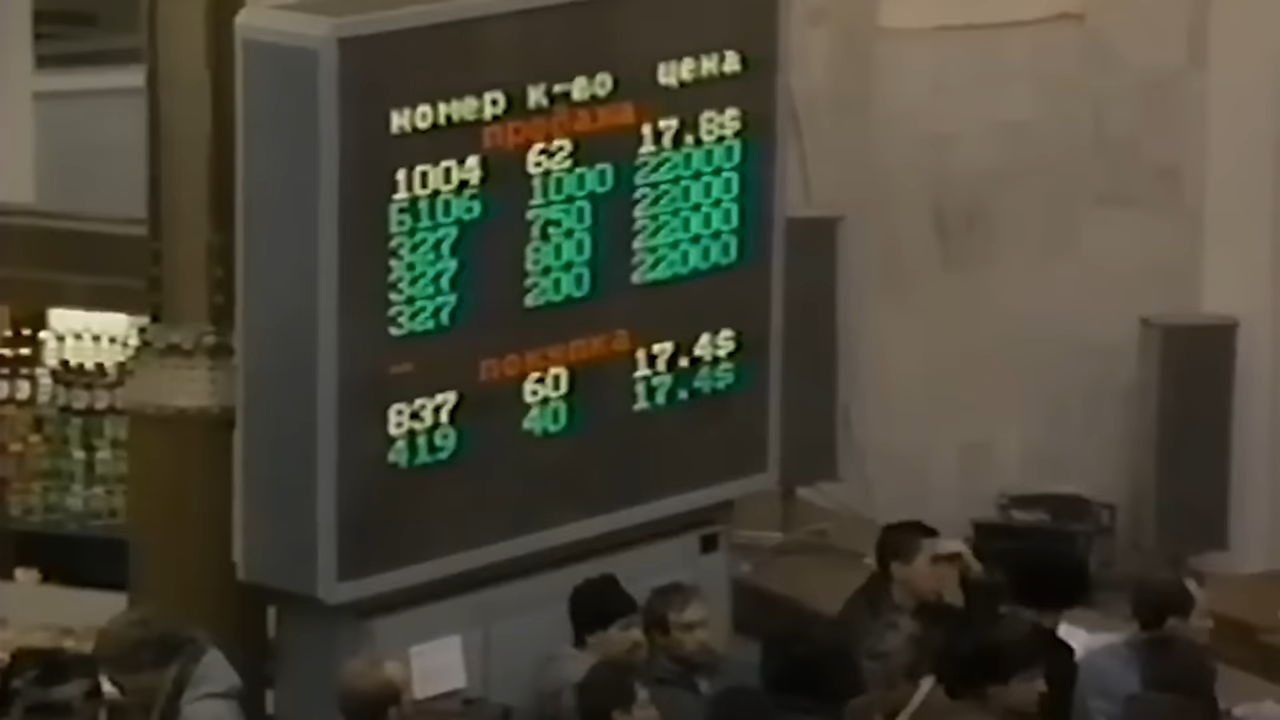 номер к-во цена
продажа
1004 62 17.8$
Б106 1000 22000
327 750 22000
327 800 22000
327 200 22000
— покупка
837 60 17.4$
419 40 17.4$